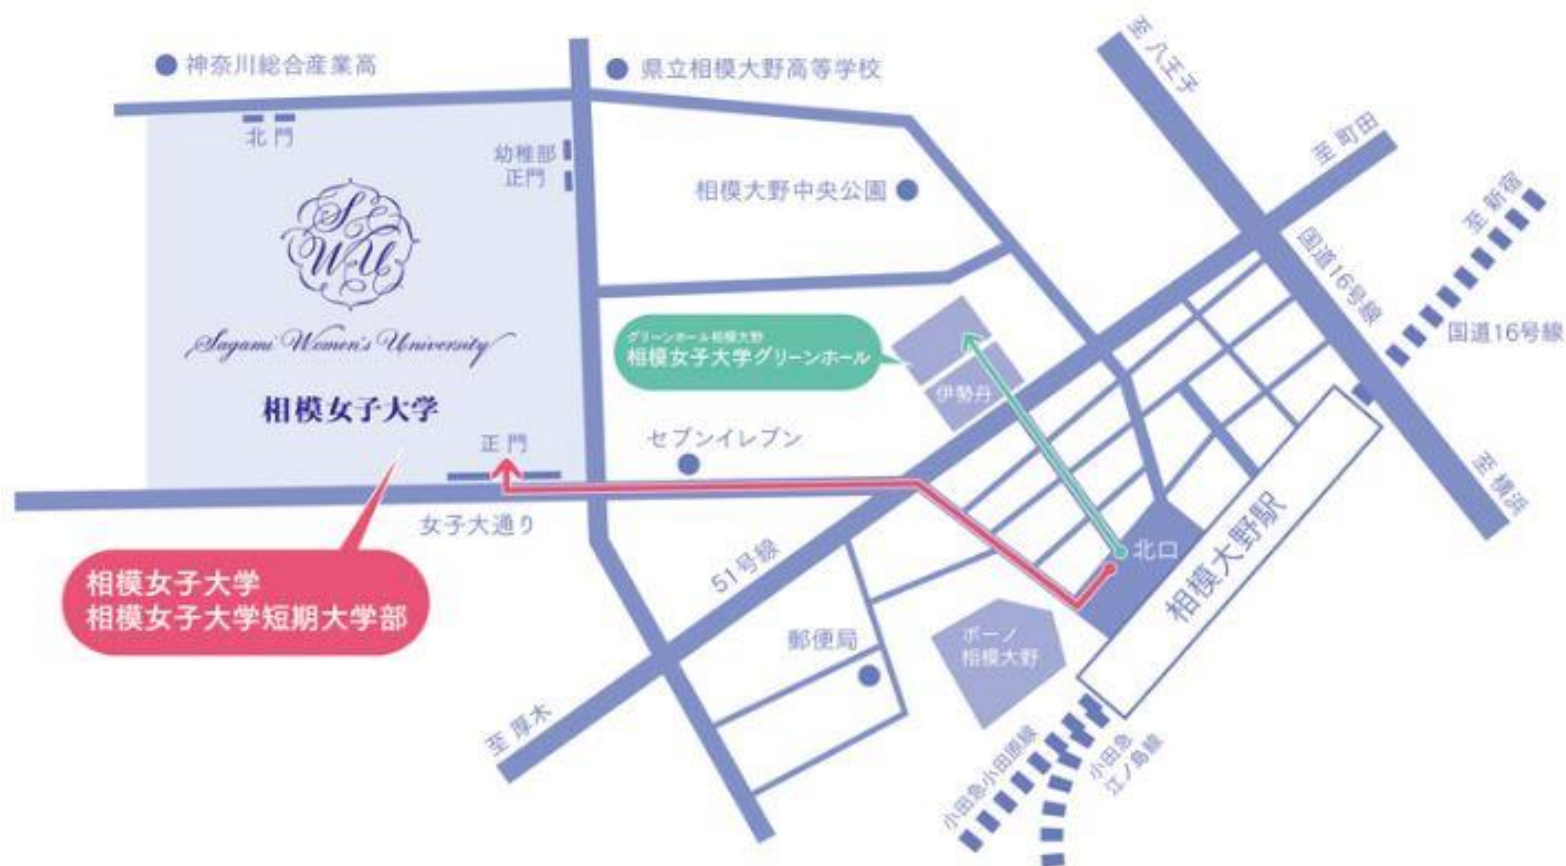 神奈川総合産業高
県立相模大野高等学校
至八王子
至町田
至新宿
北門
幼稚部
正門
相模大野中央公園
SWU
Sagami Women's University
相模女子大学
国道16号線
国道16号線
グリーンホール相模大野
相模女子大学グリーンホール
伊勢丹
正門
セブンイレブン
至横浜
女子大通り
51号線
北口
相模大野駅
相模女子大学
相模女子大学短期大学部
郵便局
ボーノ
相模大野
至厚木
小田急小田原線
小田急
江ノ島線